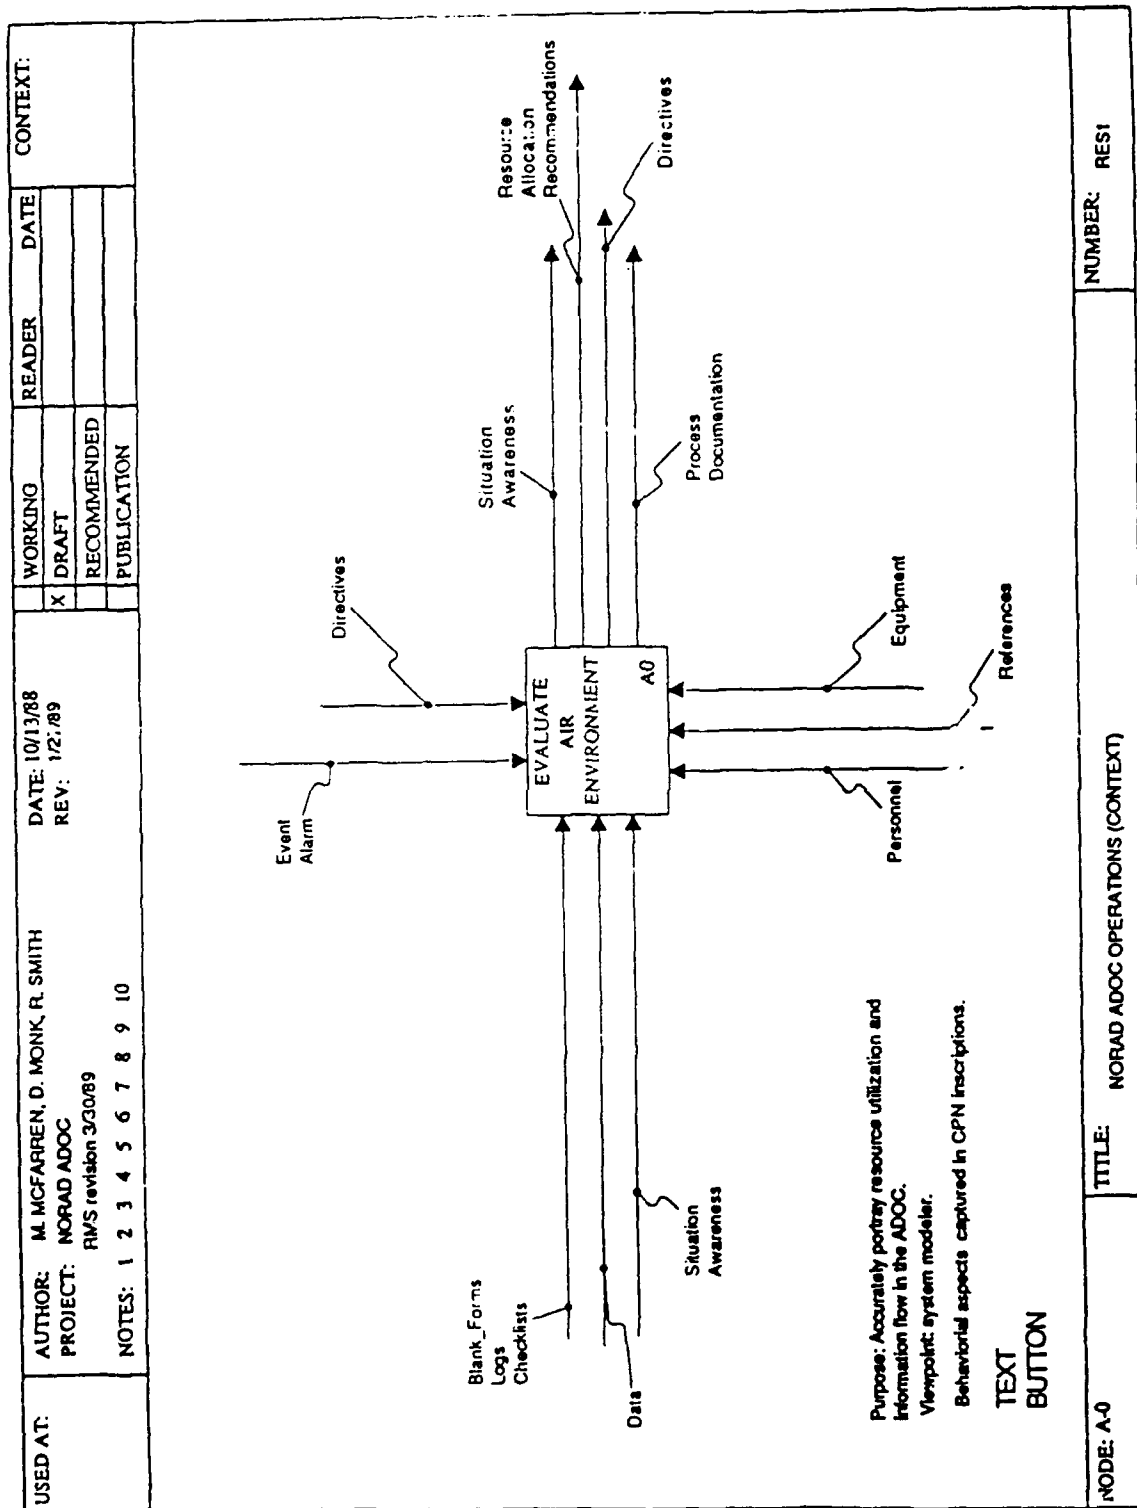 USED AT:
AUTHOR: M. MCFARREN, D. MONK, R. SMITH
PROJECT: NORAD ADOC
RMS revision 3/30/89
NOTES: 1 2 3 4 5 6 7 8 9 10
DATE: 10/13/88
REV:
WORKING
X DRAFT
RECOMMENDED
PUBLICATION
READER DATE
CONTEXT:
Event
Alarm
Directives
Blank_Forms
Logs
Checklists
Data
Situation
Awareness
EVALUATE
AIR
ENVIRONMENT
A0
Situation
Awareness
Resource
Allocation
Recommendations
Directives
Process
Documentation
Personnel
Equipment
References
Purpose: Accurately portray resource utilization and
information flow in the ADOC.
Viewpoint: system modeler.
Behaviorial aspects captured in CPN inscriptions.
TEXT
BUTTON
NODE: A-0
TITLE: NORAD ADOC OPERATIONS (CONTEXT)
NUMBER: RES1